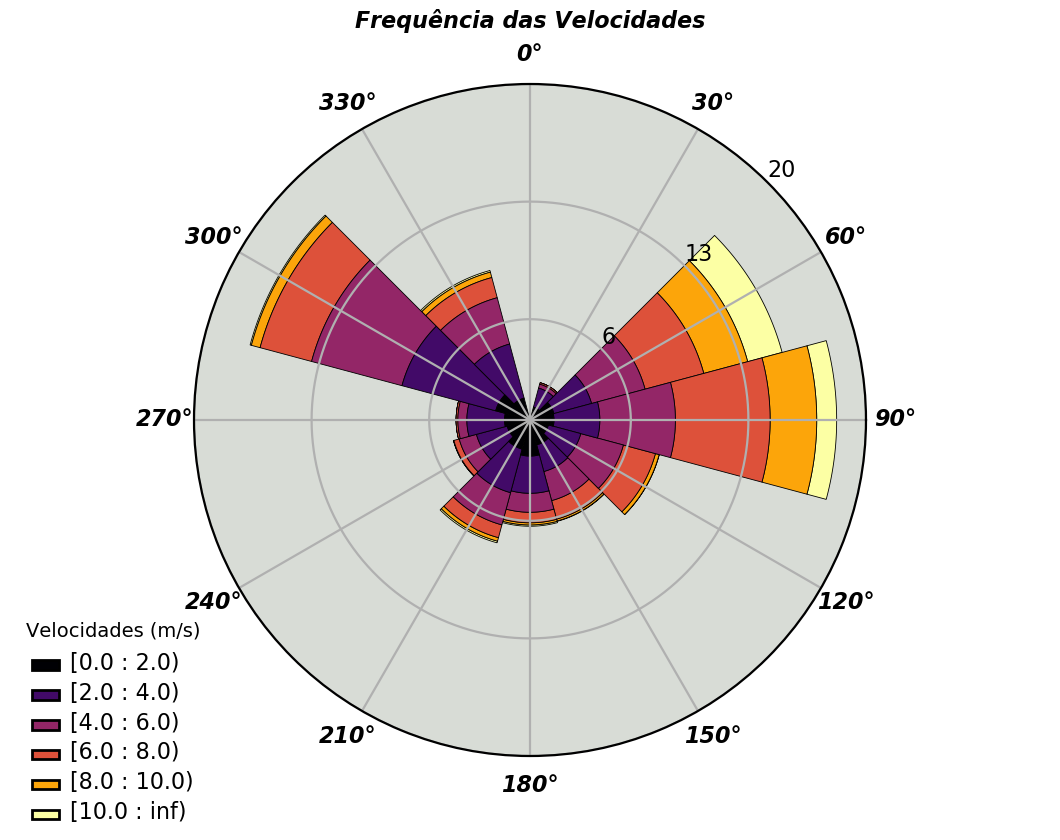 Frequência das Velocidades
0°
330°
30°
20
300°
60°
13
6
270°
90°
240°
120°
210°
150°
180°
Velocidades (m/s)
[0.0 : 2.0)
[2.0 : 4.0)
[4.0 : 6.0)
[6.0 : 8.0)
[8.0 : 10.0)
[10.0 : inf)